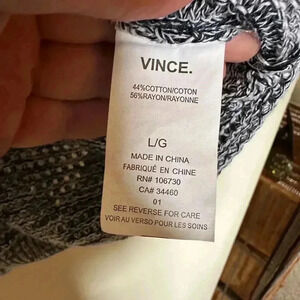 VINCE.
44%COTTON/COTON
56%RAYON/RAYONNE
L/G
MADE IN CHINA
FABRIQUÉ EN CHINE
RN# 106730
CA# 34460
01
SEE REVERSE FOR CARE
VOIR AU VERSO POUR LES SOINS